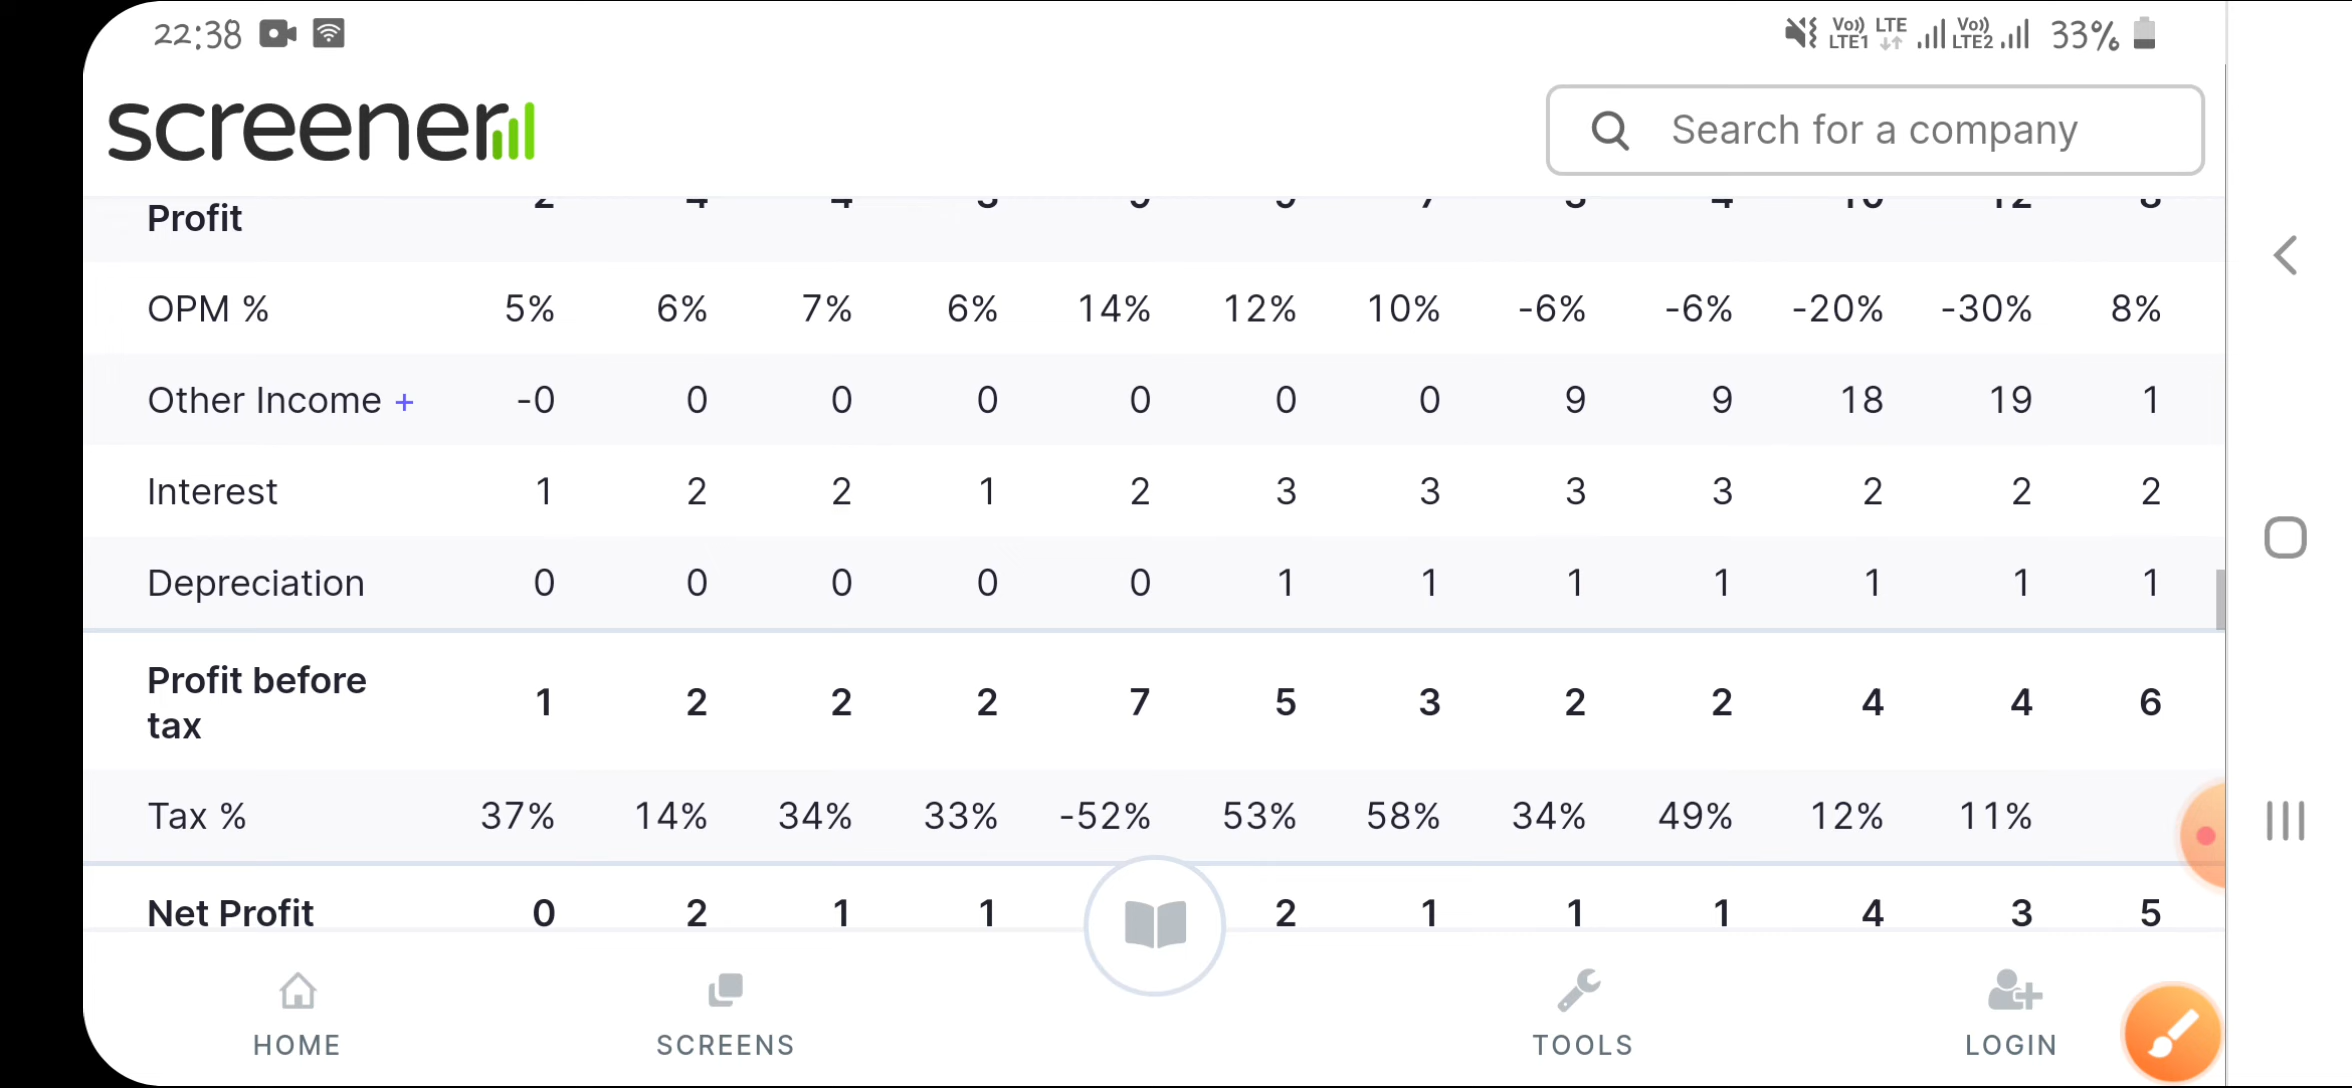 22:38 Vo)) LTE1 LTE Vo)) LTE2 33%
screener Search for a company
Profit
OPM % 5% 6% 7% 6% 14% 12% 10% -6% -6% -20% -30% 8%
Other Income + -0 0 0 0 0 0 0 9 9 18 19 1
Interest 1 2 2 1 2 3 3 3 3 2 2 2
Depreciation 0 0 0 0 0 1 1 1 1 1 1 1
Profit before
tax 1 2 2 2 7 5 3 2 2 4 4 6
Tax % 37% 14% 34% 33% -52% 53% 58% 34% 49% 12% 11%
Net Profit 0 2 1 1 2 1 1 1 4 3 5
HOME SCREENS TOOLS LOGIN